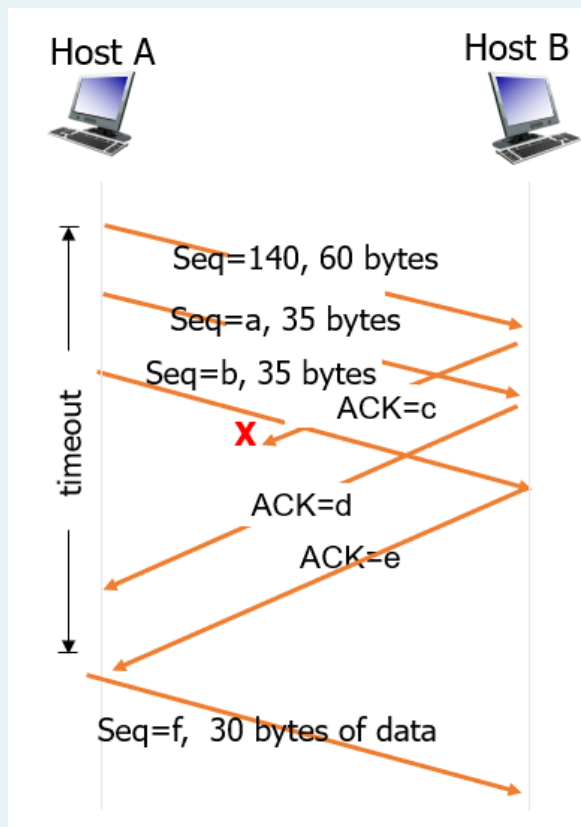 Host A
Host B
Seq=140, 60 bytes
Seq=a, 35 bytes
Seq=b, 35 bytes
ACK=c
X
timeout
ACK=d
ACK=e
Seq=f, 30 bytes of data